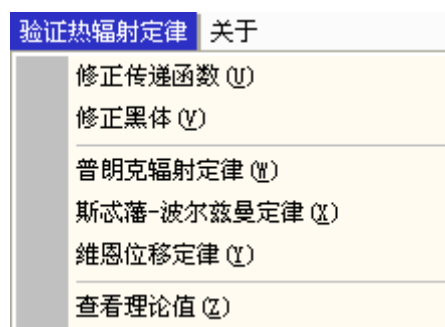 验证热辐射定律 关于
修正传递函数(U)
修正黑体(V)
普朗克辐射定律(W)
斯忒藩-波尔兹曼定律(X)
維恩位移定律(Y)
查看理论值(Z)